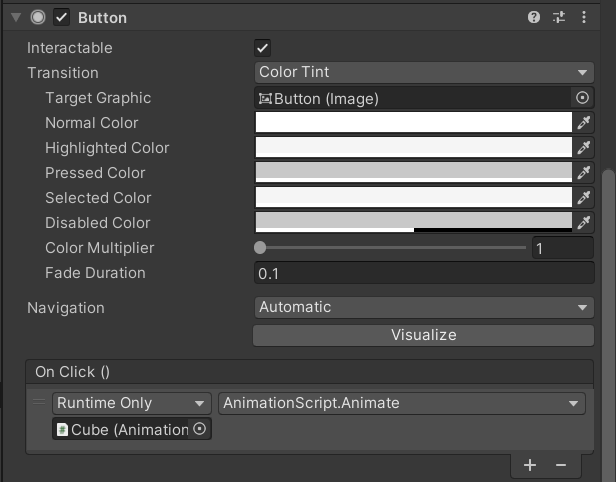 Button
Interactable
Transition Color Tint
Target Graphic Button (Image)
Normal Color
Highlighted Color
Pressed Color
Selected Color
Disabled Color
Color Multiplier 1
Fade Duration 0.1
Navigation Automatic
Visualize
On Click ()
Runtime Only AnimationScript.Animate
Cube (Animation